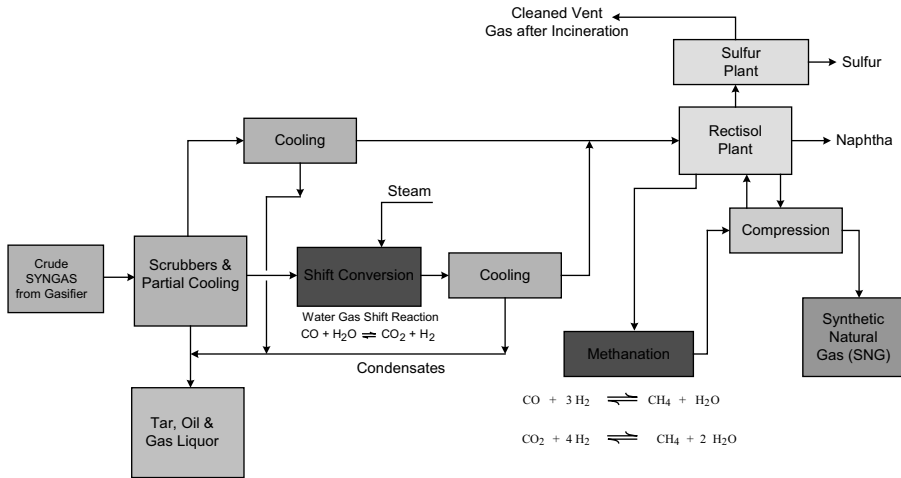 Cleaned Vent
Gas after Incineration
Sulfur
Plant
Sulfur
Cooling
Rectisol
Plant
Naphtha
Steam
Compression
Crude
SYNGAS
from Gasifier
Scrubbers &
Partial Cooling
Shift Conversion
Cooling
Water Gas Shift Reaction
CO + H₂O ⇌ CO₂ + H₂
Condensates
Methanation
Synthetic
Natural
Gas (SNG)
Tar, Oil &
Gas Liquor
CO + 3 H₂ ⇌ CH₄ + H₂O
CO₂ + 4 H₂ ⇌ CH₄ + 2 H₂O